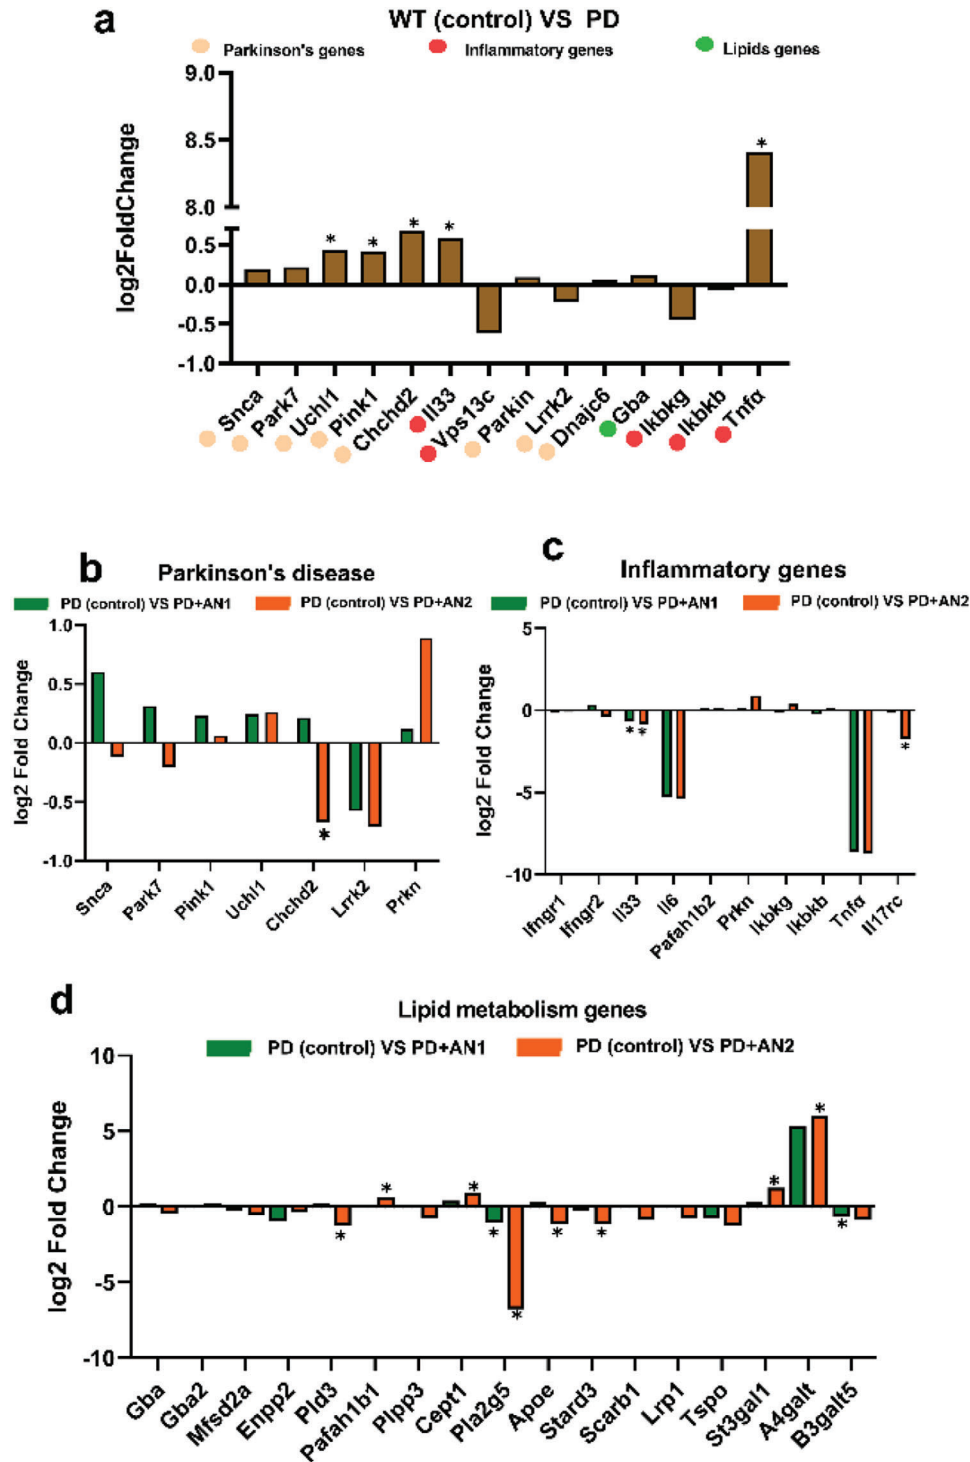 a
WT (control) VS PD
Parkinson's genes
Inflammatory genes
Lipids genes
log2FoldChange
9.0
8.5
8.0
0.5
0.0
-0.5
-1.0
*
*
*
*
*
Snca
Park7
Uchl1
Pink1
Chchd2
Il33
Vps13c
Parkin
Lrrk2
Dnajc6
Gba
Ikbkg
Ikbkb
Tnfα
b
Parkinson's disease
PD (control) VS PD+AN1
PD (control) VS PD+AN2
log2 Fold Change
1.0
0.5
0.0
-0.5
-1.0
*
Snca
Park7
Pink1
Uchl1
Chchd2
Lrrk2
Prkn
c
Inflammatory genes
PD (control) VS PD+AN1
PD (control) VS PD+AN2
log2 Fold Change
5
0
-5
-10
*
*
*
Ifngr1
Ifngr2
Il33
Il6
Pafah1b2
Prkn
Ikbkg
Ikbkb
Tnfα
Il17rc
d
Lipid metabolism genes
PD (control) VS PD+AN1
PD (control) VS PD+AN2
log2 Fold Change
10
5
0
-5
-10
*
*
*
*
*
*
*
*
*
*
Gba
Gba2
Mfsd2a
Enpp2
Pld3
Pafah1b1
Plpp3
Cept1
Pla2g5
Apoe
Stard3
Scarb1
Lrp1
Tspo
St3gal1
A4galt
B3galt5